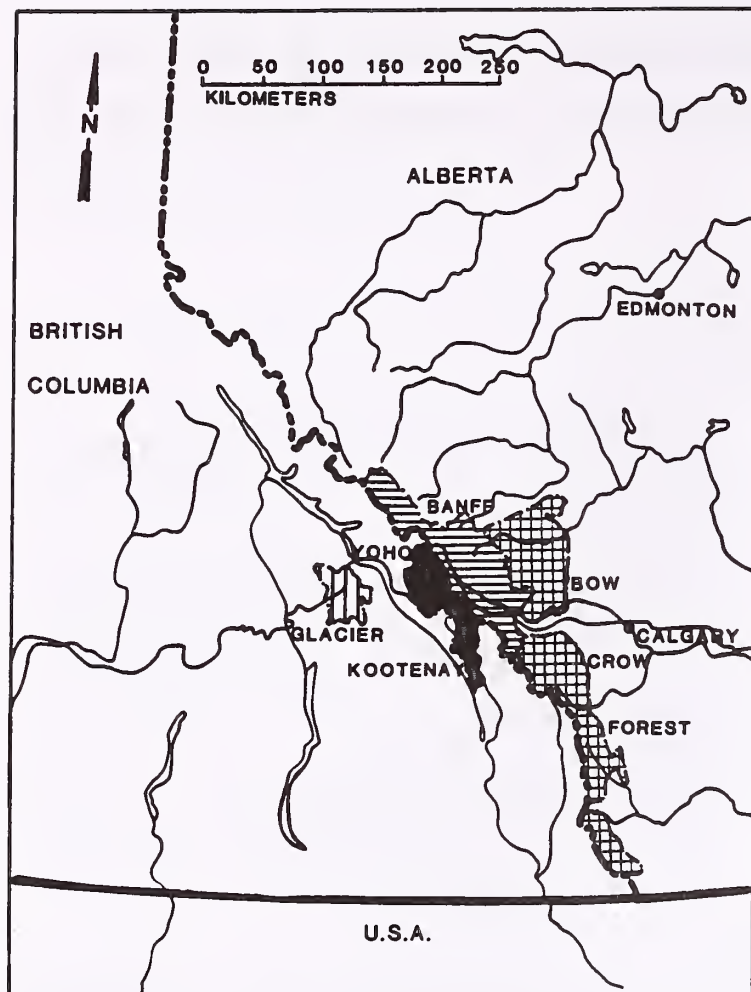 0 50 100 150 200 250
KILOMETERS
N
ALBERTA
EDMONTON
BRITISH
COLUMBIA
BANFF
YOHO
BOW
GLACIER
CALGARY
KOOTENAY
CROW
FOREST
U.S.A.